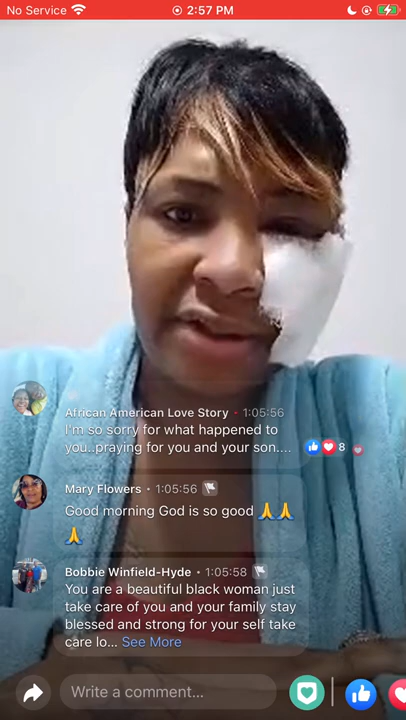 No Service 2:57 PM
African American Love Story • 1:05:56
I'm so sorry for what happened to
you..praying for you and your son....
8
Mary Flowers • 1:05:56
Good morning God is so good 🙏🙏
🙏
Bobbie Winfield-Hyde • 1:05:58
You are a beautiful black woman just
take care of you and your family stay
blessed and strong for your self take
care lo... See More
Write a comment...